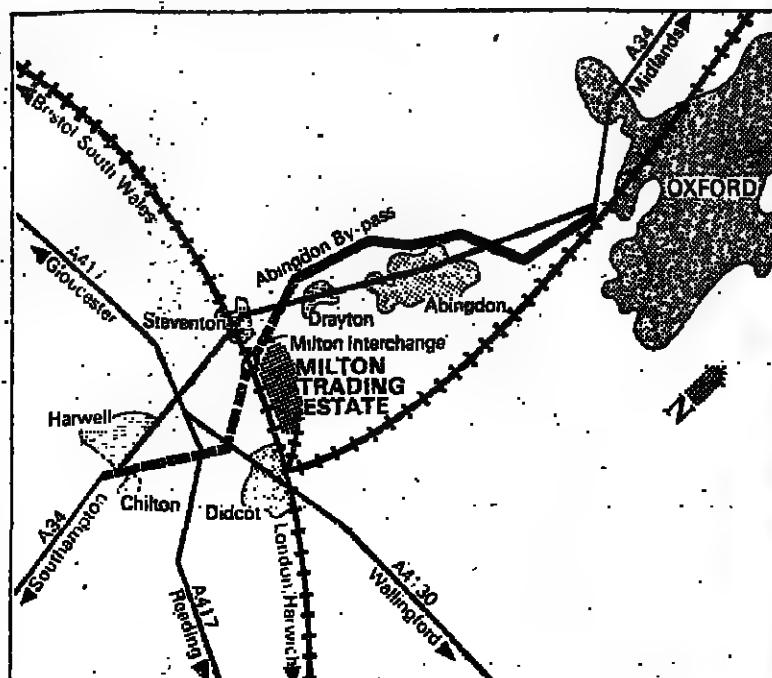 A34
Midlands
Bristol South Wales
OXFORD
Abingdon By-pass
A417
Gloucester
Steventon
Drayton
Abingdon
Milton Interchange
MILTON
TRADING
ESTATE
N
Harwell
Chilton
Didcot
A34
Southampton
A417
Reading
London, Harwich
A4130
Wallingford